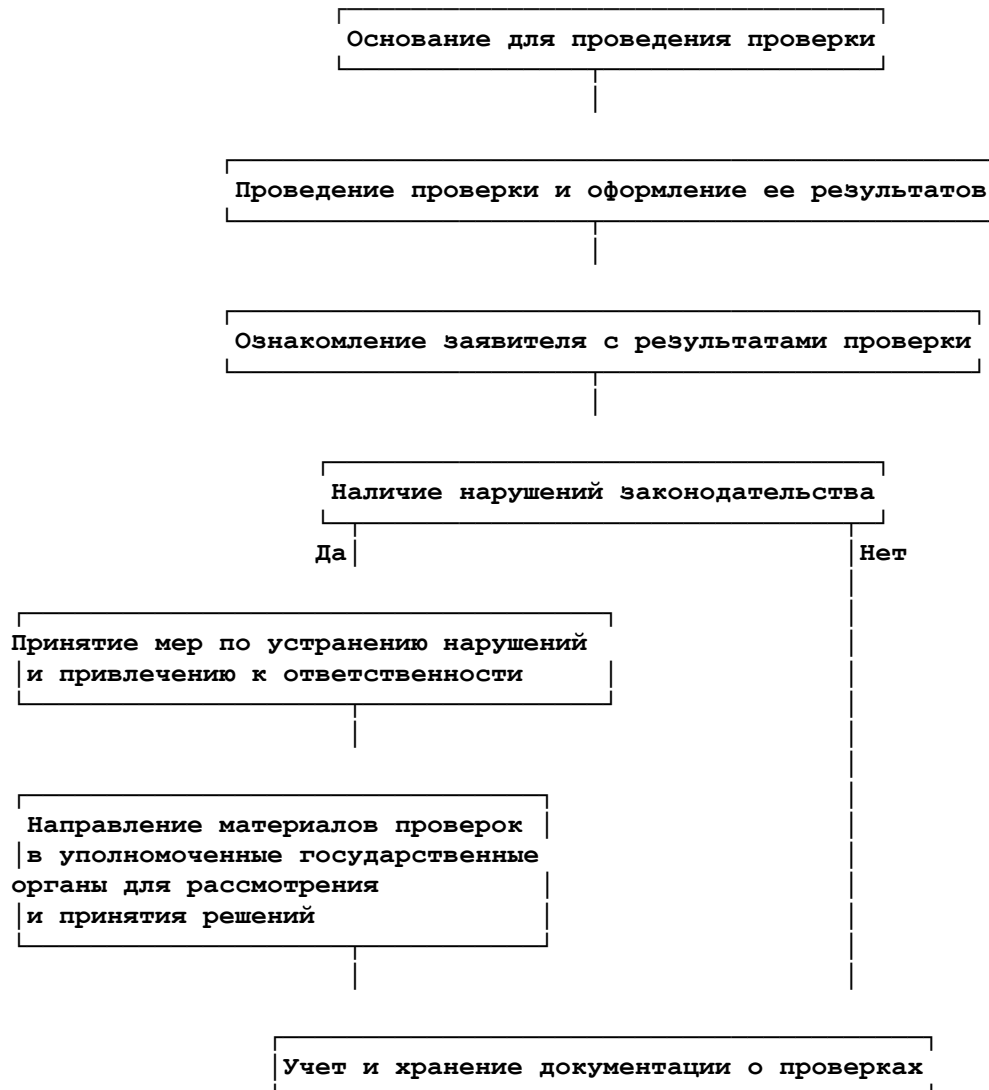 Основание для проведения проверки
Проведение проверки и оформление ее результатов
Ознакомление заявителя с результатами проверки
Наличие нарушений законодательства
Да
Нет
Принятие мер по устранению нарушений
и привлечению к ответственности
Направление материалов проверок
в уполномоченные государственные
органы для рассмотрения
и принятия решений
Учет и хранение документации о проверках